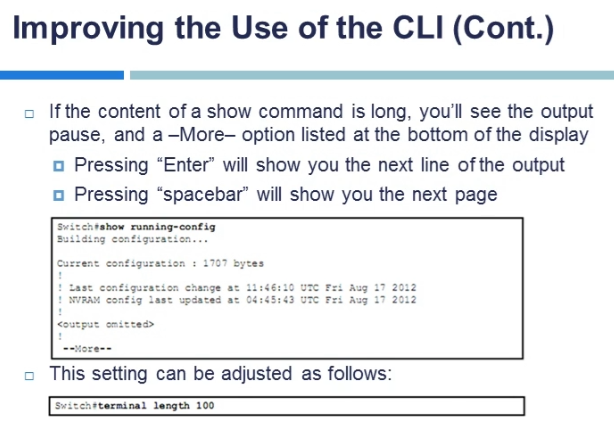 Improving the Use of the CLI (Cont.)
If the content of a show command is long, you'll see the output
pause, and a –More– option listed at the bottom of the display
Pressing "Enter" will show you the next line of the output
Pressing "spacebar" will show you the next page
Switch#show running-config
Building configuration...
Current configuration : 1707 bytes
!
! Last configuration change at 11:46:10 UTC Fri Aug 17 2012
! NVRAM config last updated at 04:45:43 UTC Fri Aug 17 2012
!
<output omitted>
!
--More--
This setting can be adjusted as follows:
Switch#terminal length 100